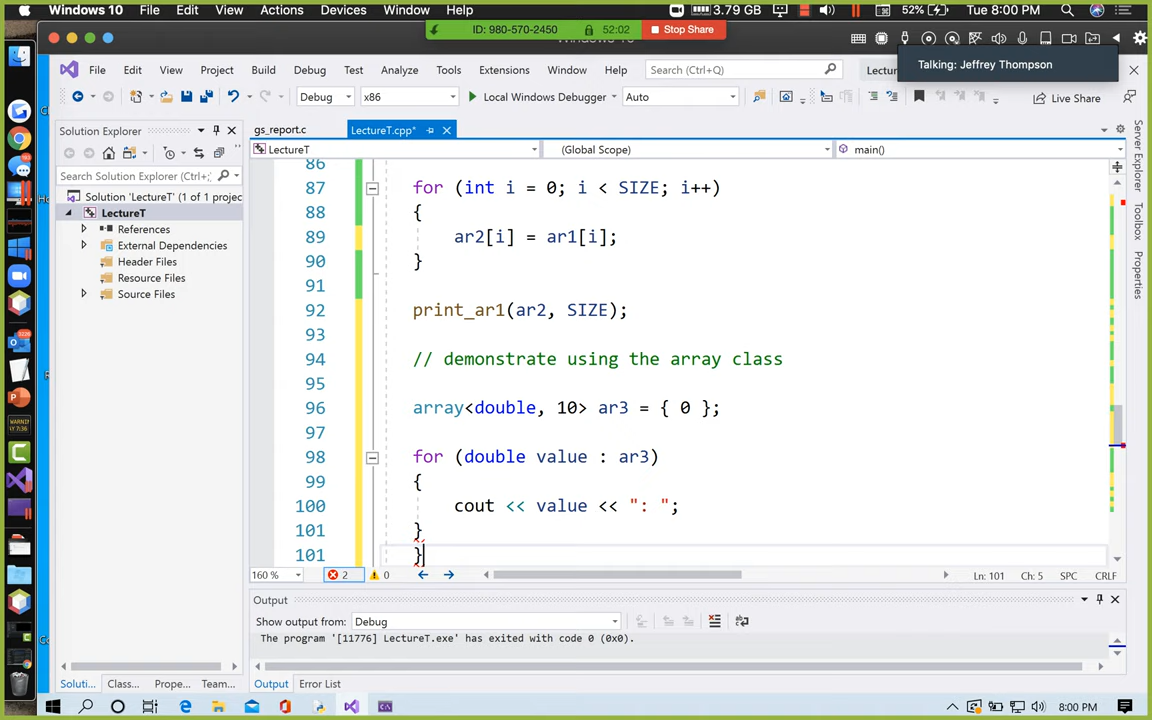 Windows 10 File Edit View Actions Devices Window Help 3.79 GB 52% Tue 8:00 PM
ID: 980-570-2450 52:02 Stop Share
Talking: Jeffrey Thompson
File Edit View Project Build Debug Test Analyze Tools Extensions Window Help Search (Ctrl+Q) Lectur
Debug x86 Local Windows Debugger Auto Live Share
Solution Explorer
gs_report.c LectureT.cpp*
LectureT (Global Scope) main()
Search Solution Explorer (Ctrl+;
Solution 'LectureT' (1 of 1 projec
LectureT
References
External Dependencies
Header Files
Resource Files
Source Files
Server Explorer
Toolbox
Properties
86
87 for (int i = 0; i < SIZE; i++)
88 {
89 ar2[i] = ar1[i];
90 }
91
92 print_ar1(ar2, SIZE);
93
94 // demonstrate using the array class
95
96 array<double, 10> ar3 = { 0 };
97
98 for (double value : ar3)
99 {
100 cout << value << ": ";
101 }
101 }
160 % 2 0 Ln: 101 Ch: 5 SPC CRLF
Output
Show output from: Debug
The program '[11776] LectureT.exe' has exited with code 0 (0x0).
Soluti... Class... Prope... Team... Output Error List
8:00 PM